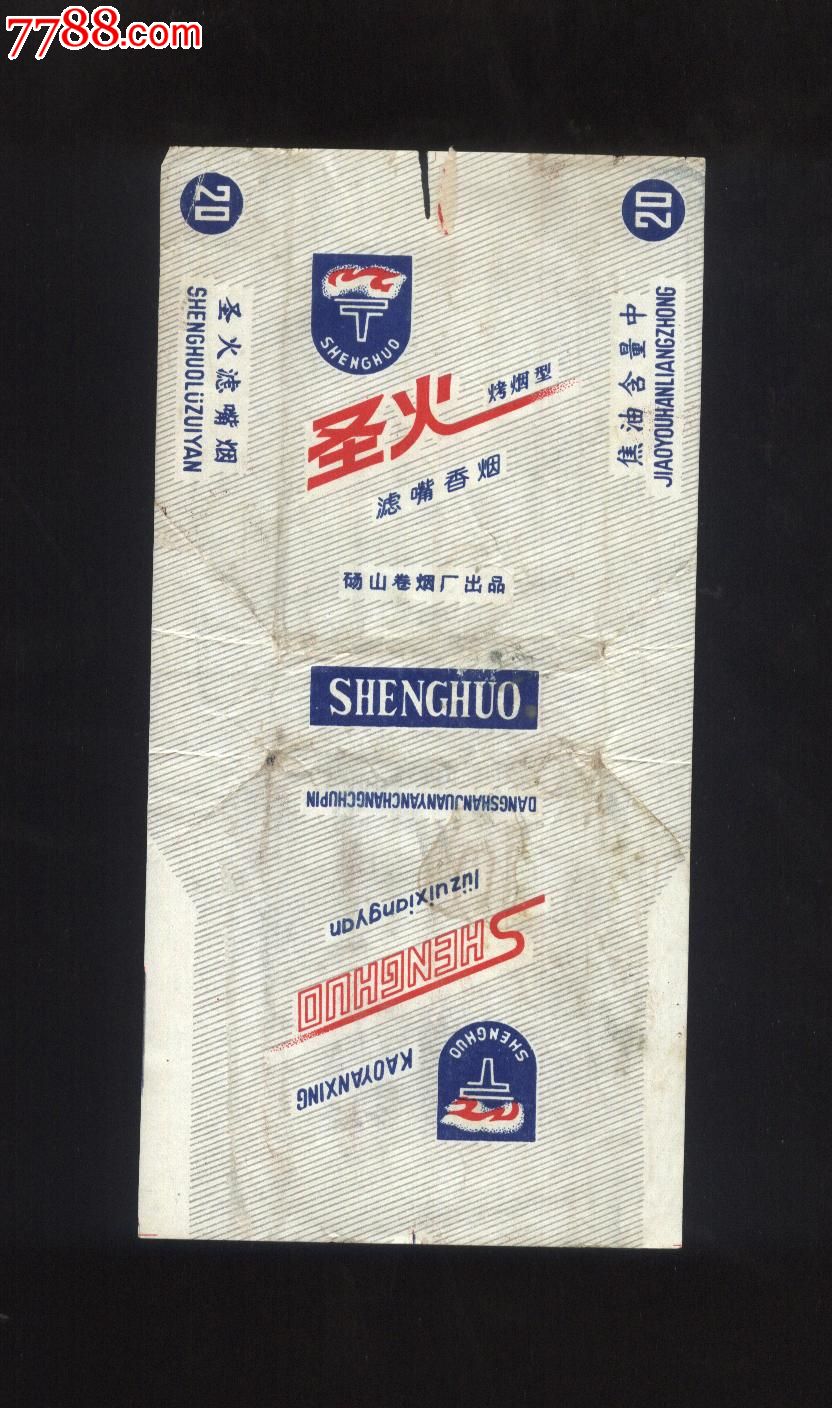 7788.com
20
20
圣火滤嘴烟
SHENGHUOLÜZUIYAN
焦油含量中
JIAOYOUHANLIANGZHONG
SHENGHUO
圣火
烤烟型
滤嘴香烟
砀山卷烟厂出品
SHENGHUO
DANGSHANJUANYANCHANGCHUPIN
lüzuixiangyan
SHENGHUO
KAOYANXING
SHENGHUO